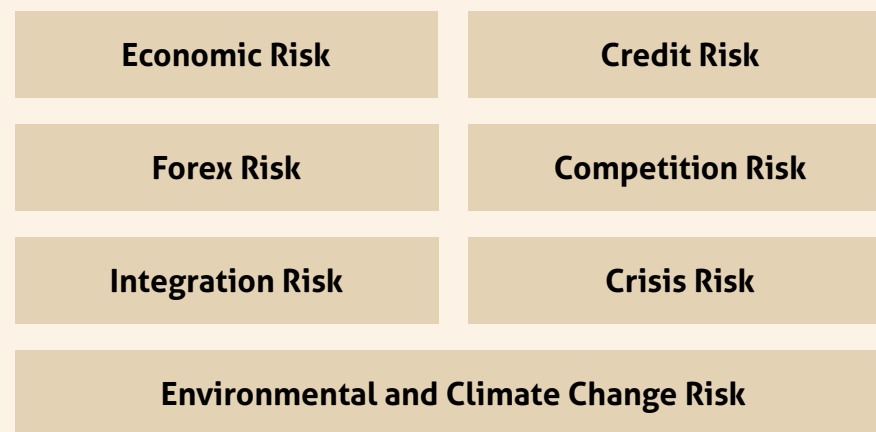 Economic Risk
Credit Risk
Forex Risk
Competition Risk
Integration Risk
Crisis Risk
Environmental and Climate Change Risk